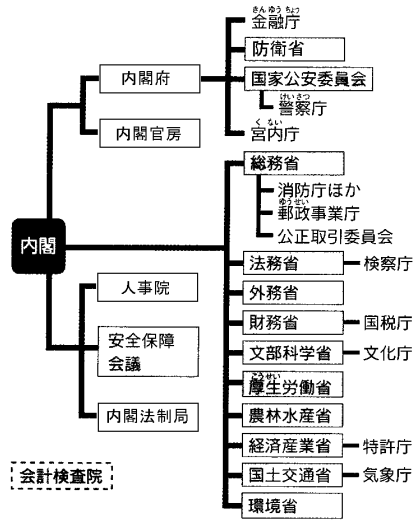 きんゆうちょう
金融庁
防衛省
内閣府
国家公安委員会
けいさつ
警察庁
内閣官房
くない
宮内庁
総務省
消防庁ほか
ゆうせい
郵政事業庁
公正取引委員会
内閣
法務省
検察庁
人事院
外務省
財務省
国税庁
安全保障
会議
文部科学省
文化庁
こうせい
厚生労働省
内閣法制局
農林水産省
経済産業省
特許庁
会計検査院
国土交通省
気象庁
環境省